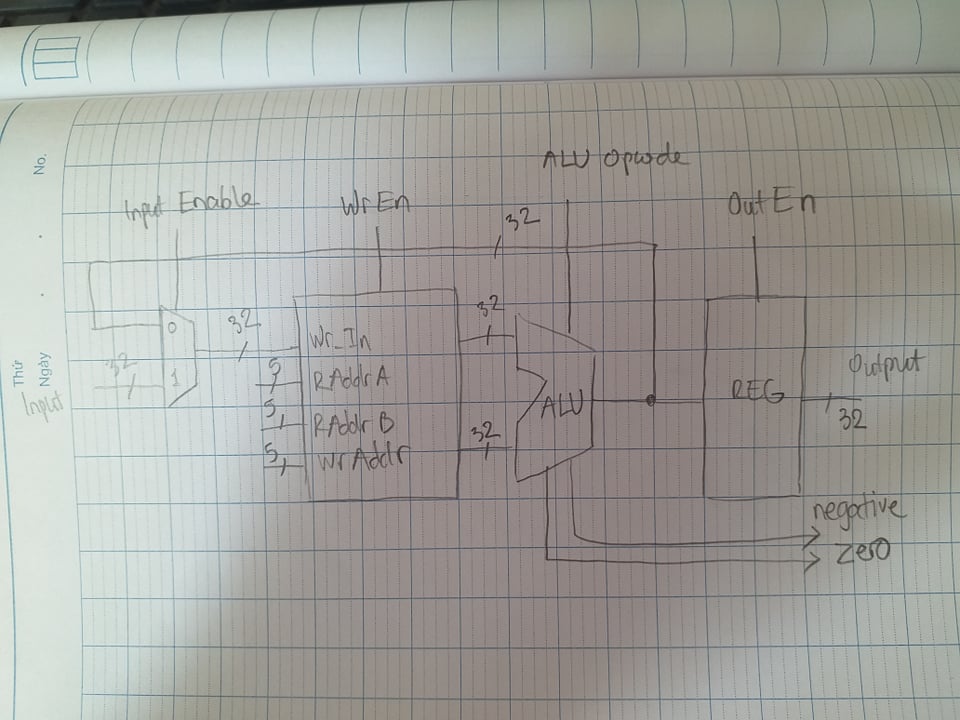 No.
Thứ
Ngày
ALU Opcode
Input Enable
WrEn
OutEn
32
0
1
32
32
Input
Wr_In
5
RAddrA
5
RAddr B
5
WrAddr
32
32
ALU
REG
Output
32
negative
zero